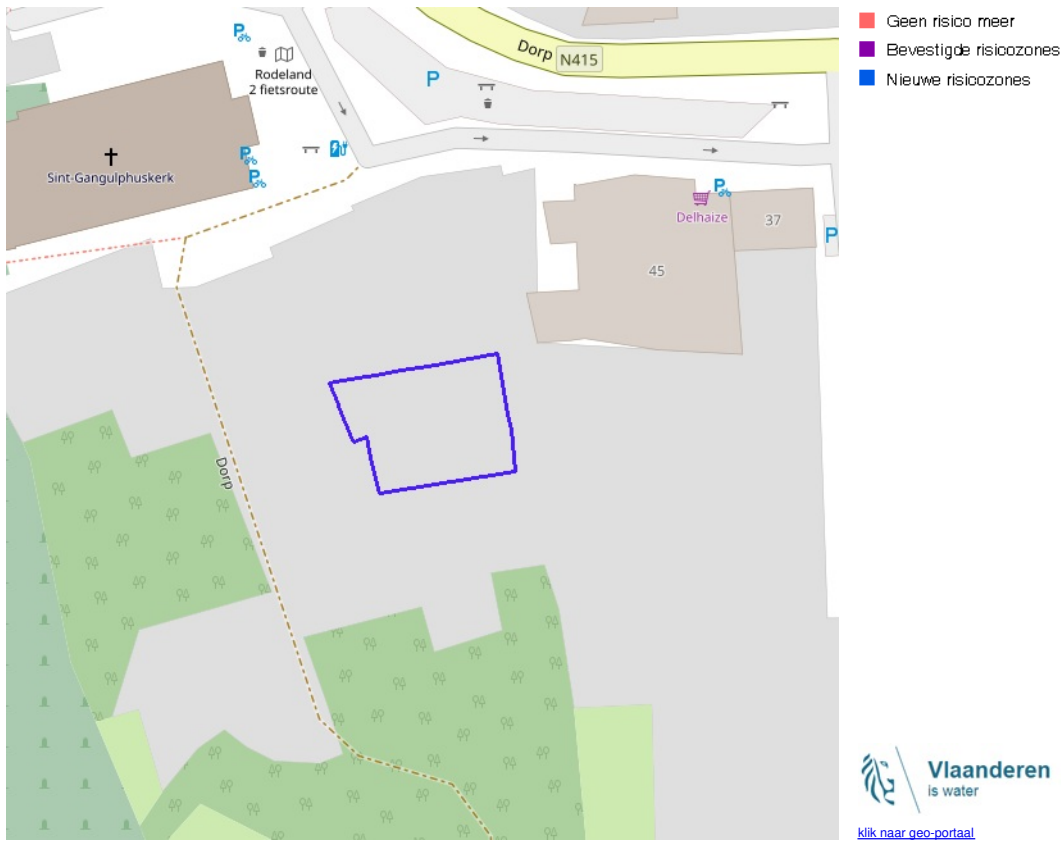 Geen risico meer
Bevestigde risicozones
Nieuwe risicozones
P
Dorp
N415
Rodeland
2 fietsroute
P
P
Sint-Gangulphuskerk
P
P
Delhaize
37
P
45
Dorp
Vlaanderen
is water
klik naar geo-portaal